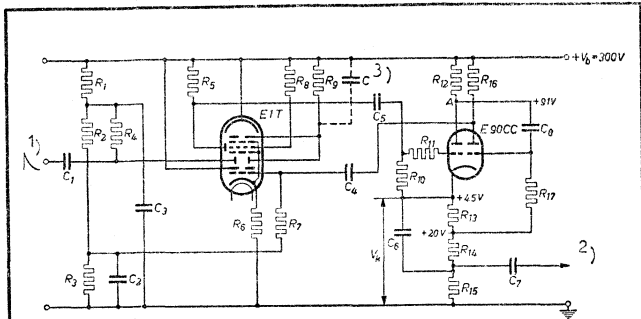 +Vb=300V
R1
R5
R8
R9
C
3)
R12
R16
E1T
A
+91V
C5
E90CC
C8
R2
R4
1)
R11
C1
C4
R10
R17
C3
+45V
R6
R7
R13
+20V
Vk
C6
R14
2)
R3
C2
C7
R15